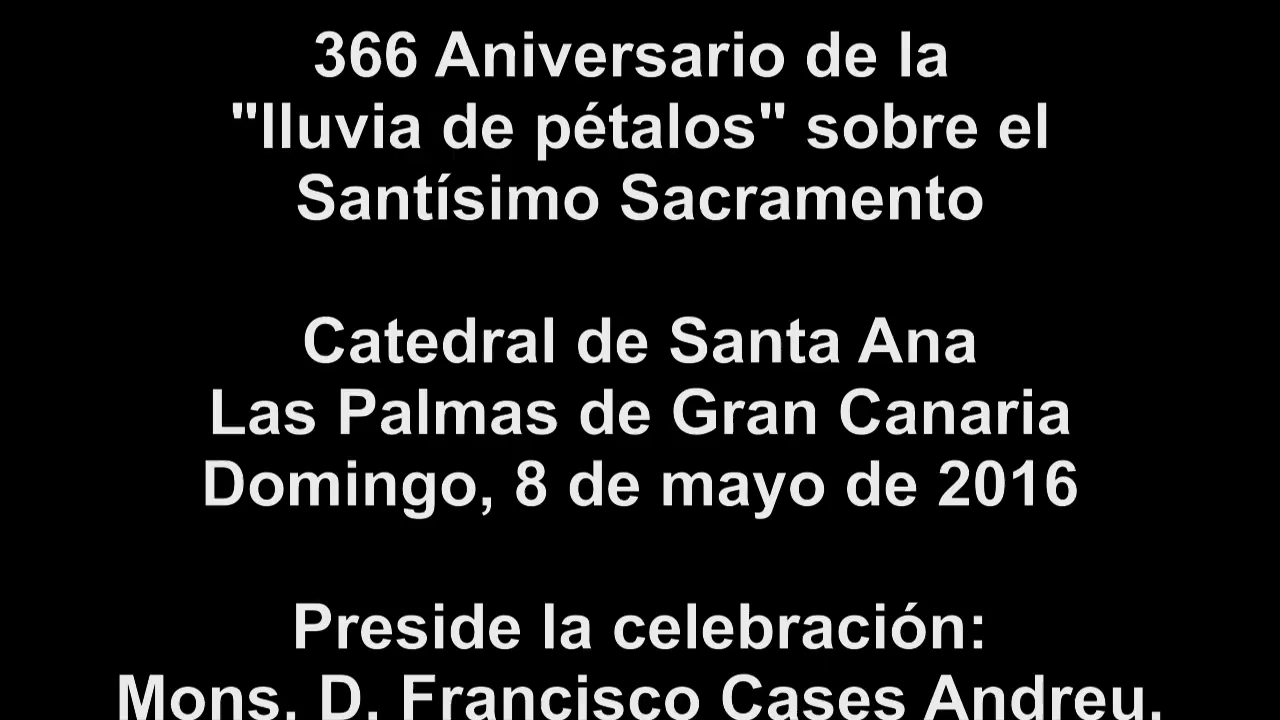 366 Aniversario de la
"lluvia de pétalos" sobre el
Santísimo Sacramento
Catedral de Santa Ana
Las Palmas de Gran Canaria
Domingo, 8 de mayo de 2016
Preside la celebración:
Mons. D. Francisco Cases Andreu.